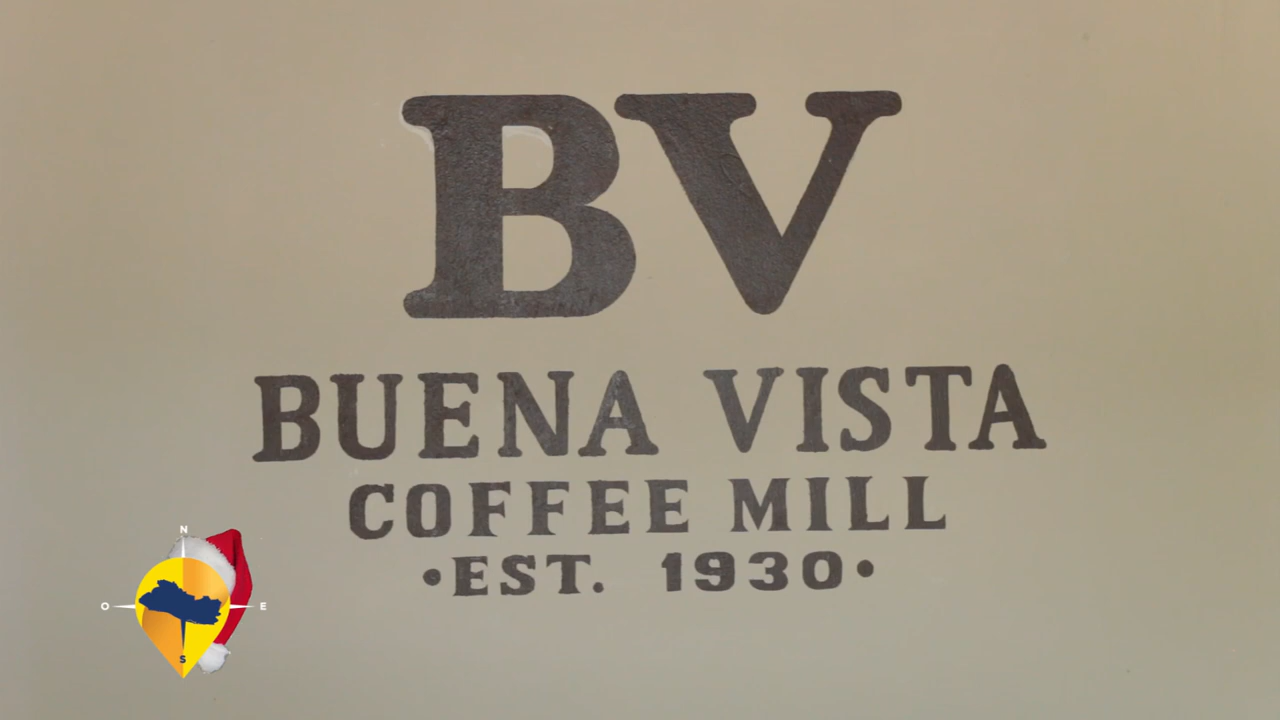 BV
BUENA VISTA
COFFEE MILL
•EST. 1930•
N
O E
S